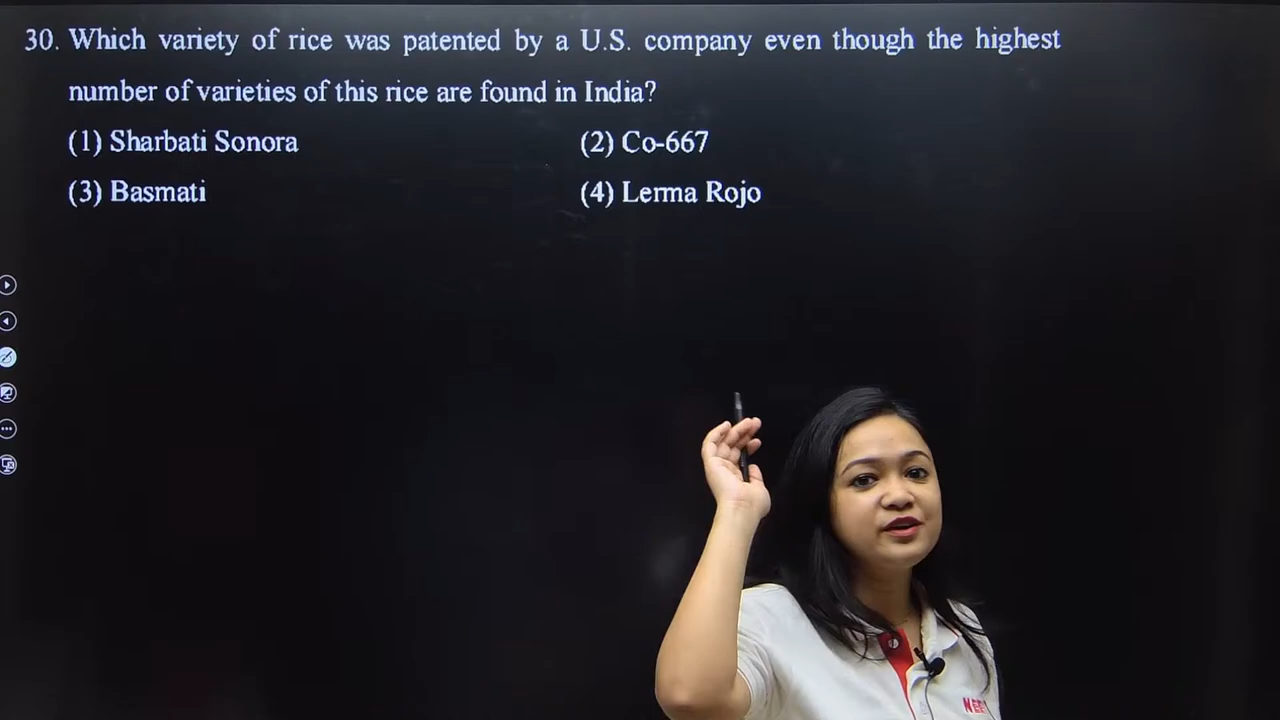 30. Which variety of rice was patented by a U.S. company even though the highest
number of varieties of this rice are found in India?
(1) Sharbati Sonora (2) Co-667
(3) Basmati (4) Lerma Rojo